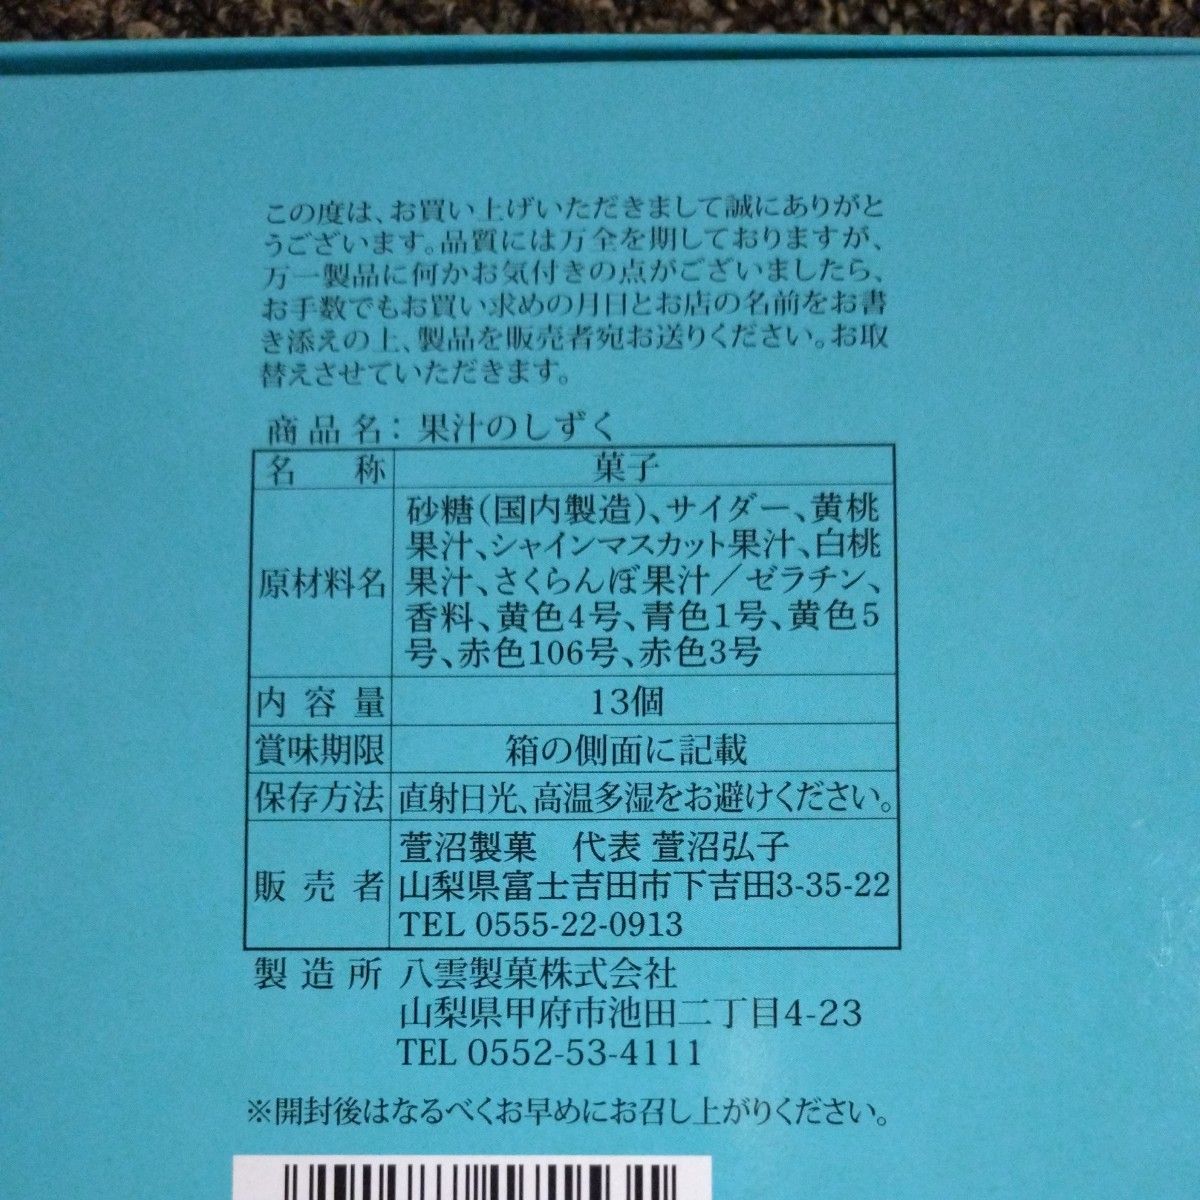 この度は、お買い上げいただきまして誠にありがと
うございます。品質には万全を期しておりますが、
万一製品に何かお気付きの点がございましたら、
お手数でもお買い求めの月日とお店の名前をお書
き添えの上、製品を販売者宛お送りください。お取
替えさせていただきます。
商品名：果汁のしずく
名称 菓子
原材料名 砂糖(国内製造)、サイダー、黄桃
果汁、シャインマスカット果汁、白桃
果汁、さくらんぼ果汁／ゼラチン、
香料、黄色4号、青色1号、黄色5
号、赤色106号、赤色3号
内容量 13個
賞味期限 箱の側面に記載
保存方法 直射日光、高温多湿をお避けください。
販売者 萱沼製菓　代表 萱沼弘子
山梨県富士吉田市下吉田3-35-22
TEL 0555-22-0913
製造所 八雲製菓株式会社
山梨県甲府市池田二丁目4-23
TEL 0552-53-4111
※開封後はなるべくお早めにお召し上がりください。